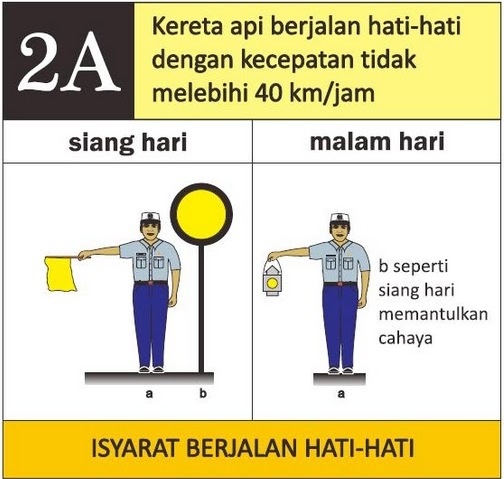 2A
Kereta api berjalan hati-hati
dengan kecepatan tidak
melebihi 40 km/jam
siang hari
malam hari
b seperti
siang hari
memantulkan
cahaya
a
b
a
ISYARAT BERJALAN HATI-HATI